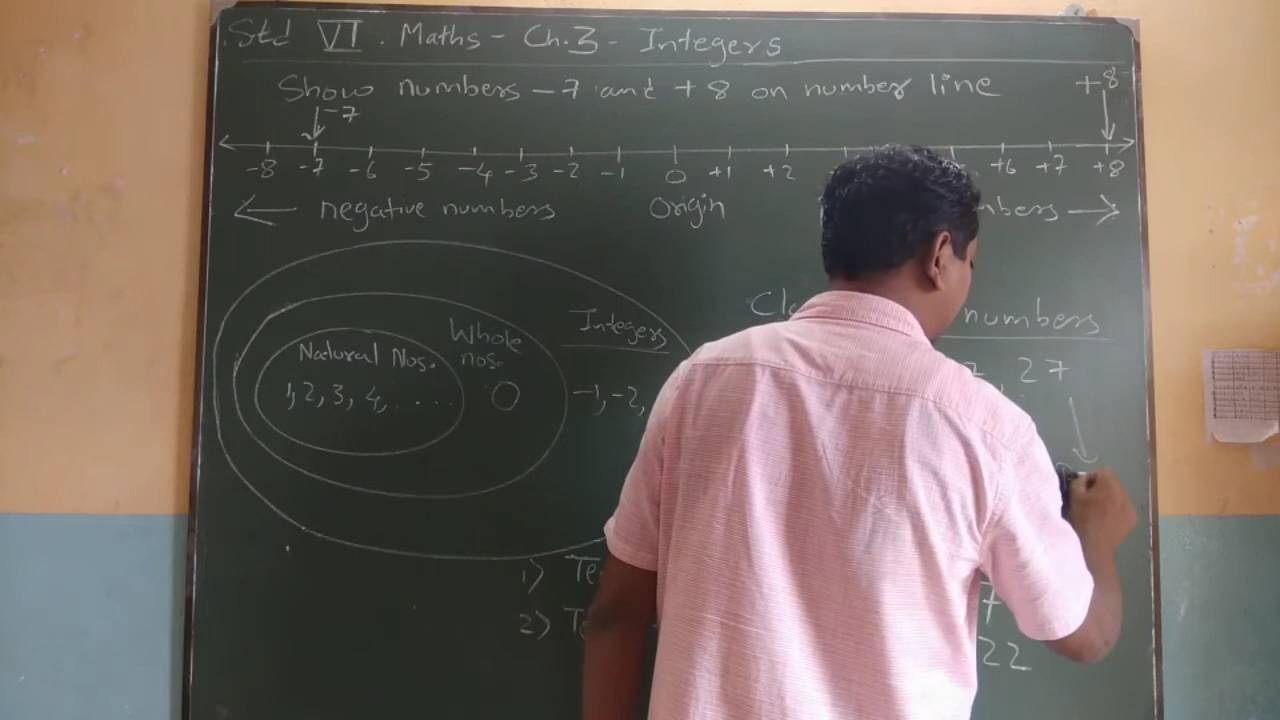 Std VI. Maths - Ch.3 - Integers
Show numbers -7 and +8 on number line
-7 +8
-8 -7 -6 -5 -4 -3 -2 -1 0 +1 +2 +6 +7 +8
negative numbers Origin
Integers
Whole nos.
Natural Nos.
1, 2, 3, 4, .... 0 -1, -2,
numbers
27
1)
2) 22